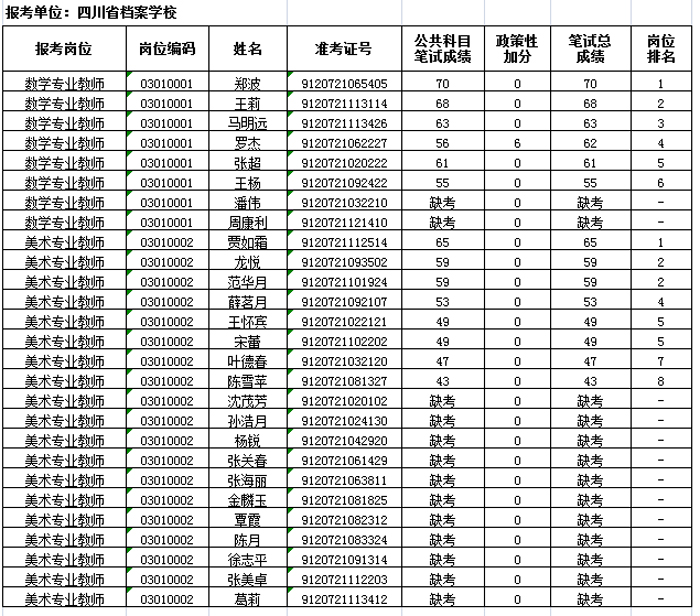 报考单位：四川省档案学校
报考岗位 岗位编码 姓名 准考证号 公共科目笔试成绩 政策性加分 笔试总成绩 岗位排名
数学专业教师 03010001 郑波 9120721065405 70 0 70 1
数学专业教师 03010001 王莉 9120721113114 68 0 68 2
数学专业教师 03010001 马明远 9120721113426 63 0 63 3
数学专业教师 03010001 罗杰 9120721062227 56 6 62 4
数学专业教师 03010001 张超 9120721020222 61 0 61 5
数学专业教师 03010001 王杨 9120721092422 55 0 55 6
数学专业教师 03010001 潘伟 9120721032210 缺考 0 缺考 -
数学专业教师 03010001 周康利 9120721121410 缺考 0 缺考 -
美术专业教师 03010002 贾如霜 9120721112514 65 0 65 1
美术专业教师 03010002 龙悦 9120721093502 59 0 59 2
美术专业教师 03010002 范华月 9120721101924 59 0 59 2
美术专业教师 03010002 薛茗月 9120721092107 53 0 53 4
美术专业教师 03010002 王怀宾 9120721022121 49 0 49 5
美术专业教师 03010002 宋蕾 9120721102202 49 0 49 5
美术专业教师 03010002 叶德春 9120721032120 47 0 47 7
美术专业教师 03010002 陈雪苹 9120721081327 43 0 43 8
美术专业教师 03010002 沈茂芳 9120721020102 缺考 0 缺考 -
美术专业教师 03010002 孙浩月 9120721024130 缺考 0 缺考 -
美术专业教师 03010002 杨锐 9120721042920 缺考 0 缺考 -
美术专业教师 03010002 张关春 9120721061429 缺考 0 缺考 -
美术专业教师 03010002 张海丽 9120721063811 缺考 0 缺考 -
美术专业教师 03010002 金麟玉 9120721081825 缺考 0 缺考 -
美术专业教师 03010002 覃霞 9120721082312 缺考 0 缺考 -
美术专业教师 03010002 陈月 9120721083324 缺考 0 缺考 -
美术专业教师 03010002 徐志平 9120721091314 缺考 0 缺考 -
美术专业教师 03010002 张美卓 9120721112203 缺考 0 缺考 -
美术专业教师 03010002 葛莉 9120721113412 缺考 0 缺考 -